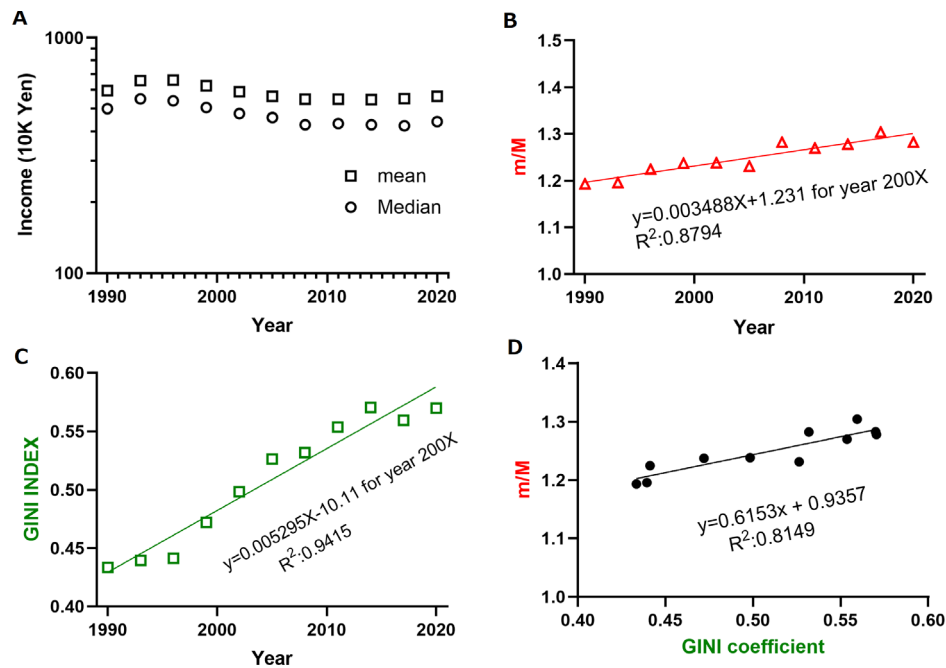 A
1000
100
Income (10K Yen)
mean
Median
1990
2000
2010
2020
Year
B
1.5
1.4
1.3
1.2
1.1
1.0
m/M
y=0.003488X+1.231 for year 200X
R²:0.8794
1990
2000
2010
2020
Year
C
0.60
0.55
0.50
0.45
0.40
GINI INDEX
y=0.005295X-10.11 for year 200X
R²:0.9415
1990
2000
2010
2020
Year
D
1.4
1.3
1.2
1.1
1.0
m/M
y=0.6153x + 0.9357
R²:0.8149
0.40
0.45
0.50
0.55
0.60
GINI coefficient